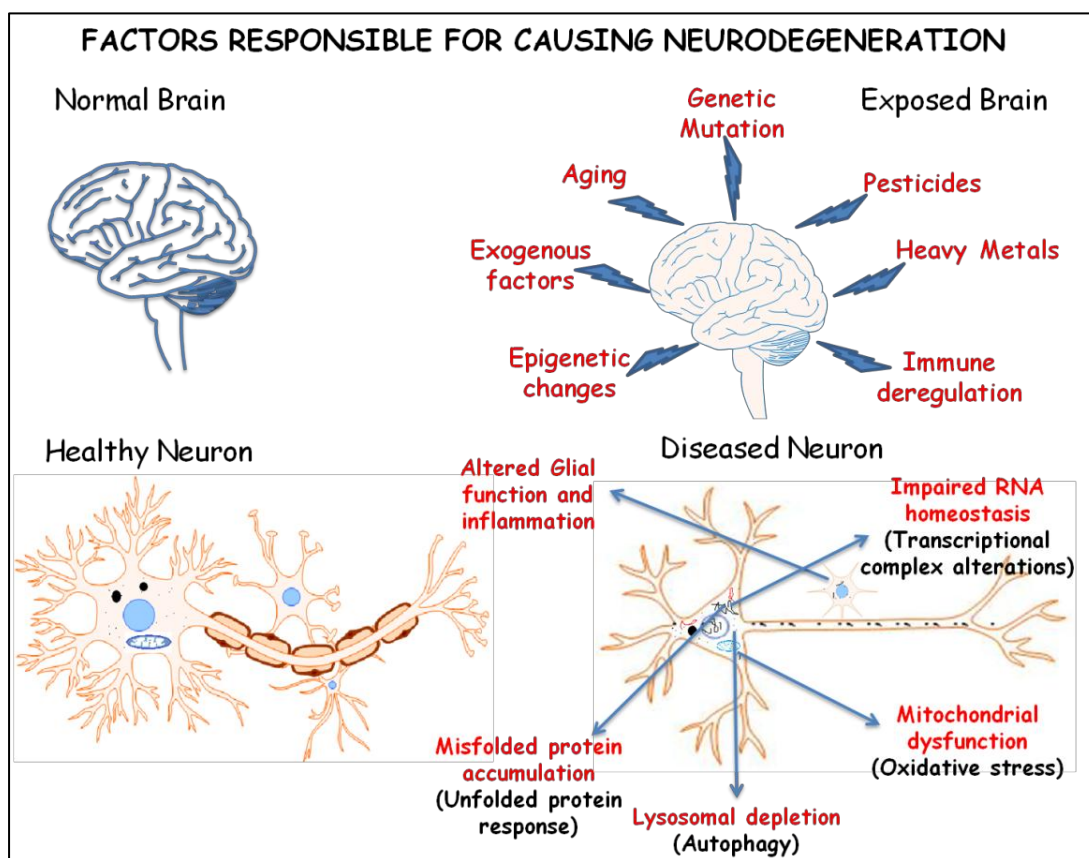 FACTORS RESPONSIBLE FOR CAUSING NEURODEGENERATION
Normal Brain
Exposed Brain
Genetic
Mutation
Aging
Pesticides
Exogenous
factors
Heavy Metals
Epigenetic
changes
Immune
deregulation
Healthy Neuron
Diseased Neuron
Altered Glial
function and
inflammation
Impaired RNA
homeostasis
(Transcriptional
complex alterations)
Misfolded protein
accumulation
(Unfolded protein
response)
Mitochondrial
dysfunction
(Oxidative stress)
Lysosomal depletion
(Autophagy)